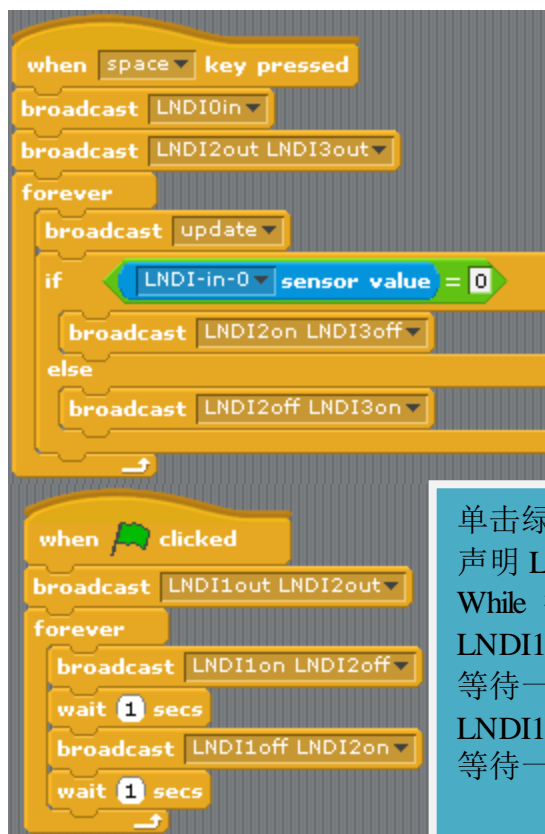 when space key pressed
broadcast LNDI0in
broadcast LNDI2out LNDI3out
forever
broadcast update
if LNDI-in-0 sensor value = 0
broadcast LNDI2on LNDI3off
else
broadcast LNDI2off LNDI3on
when clicked
broadcast LNDI1out LNDI2out
forever
broadcast LNDI1on LNDI2off
wait 1 secs
broadcast LNDI1off LNDI2on
wait 1 secs
单击绿
声明 L
While
LNDI1
等待一
LNDI1
等待一